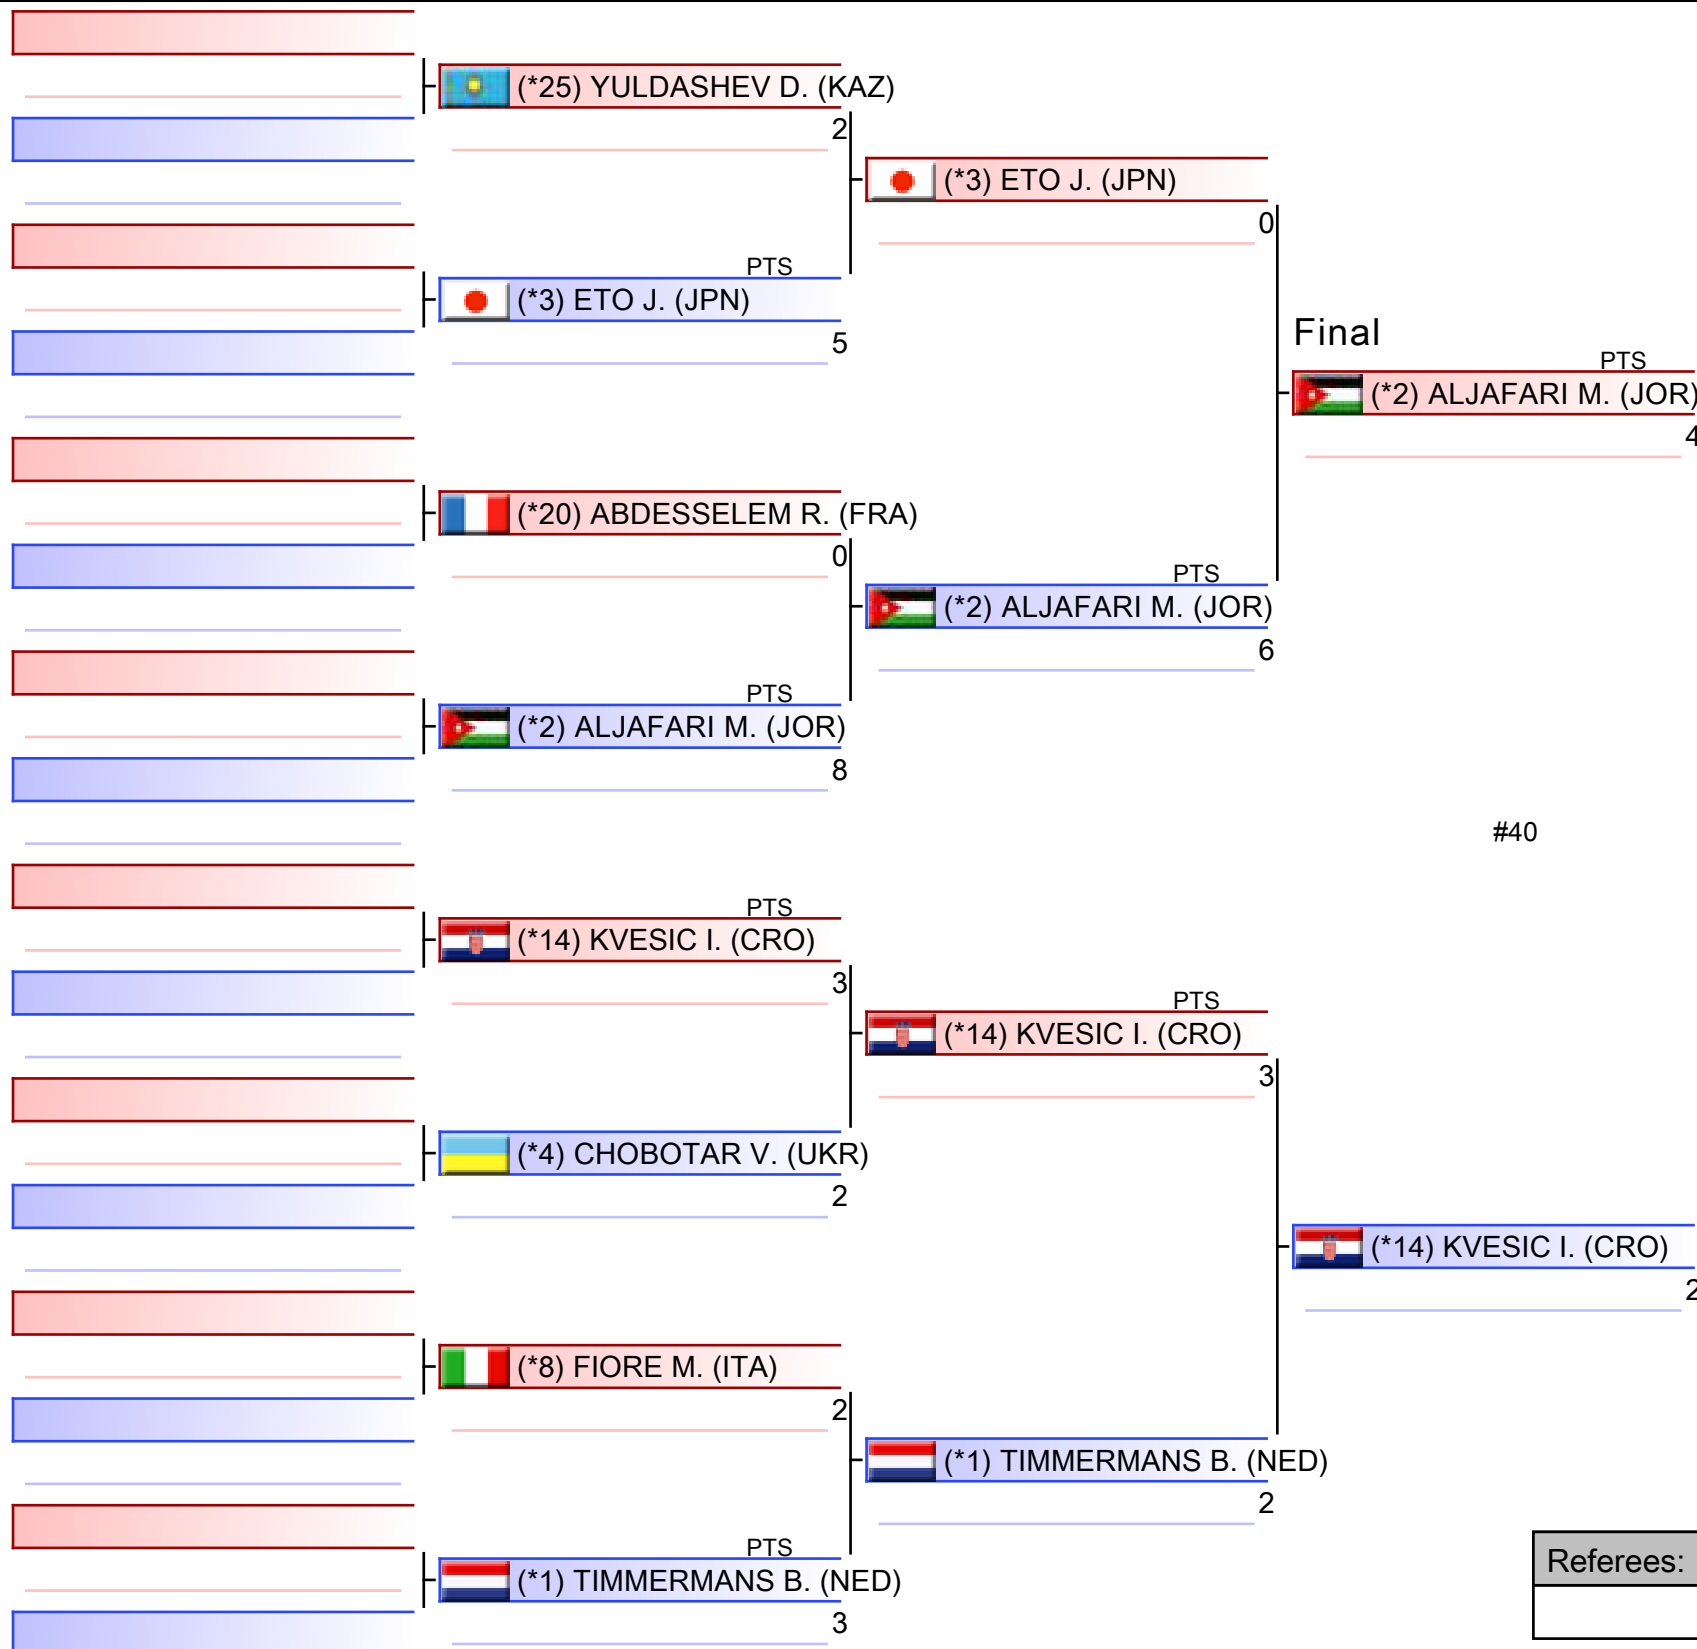 (*25) YULDASHEV D. (KAZ)
2
(*3) ETO J. (JPN)
0
PTS
(*3) ETO J. (JPN)
5
Final
PTS
(*2) ALJAFARI M. (JOR)
4
(*20) ABDESSELEM R. (FRA)
0
PTS
(*2) ALJAFARI M. (JOR)
6
PTS
(*2) ALJAFARI M. (JOR)
8
#40
PTS
(*14) KVESIC I. (CRO)
3
PTS
(*14) KVESIC I. (CRO)
3
(*4) CHOBOTAR V. (UKR)
2
(*14) KVESIC I. (CRO)
2
(*8) FIORE M. (ITA)
2
(*1) TIMMERMANS B. (NED)
2
PTS
(*1) TIMMERMANS B. (NED)
3
Referees: